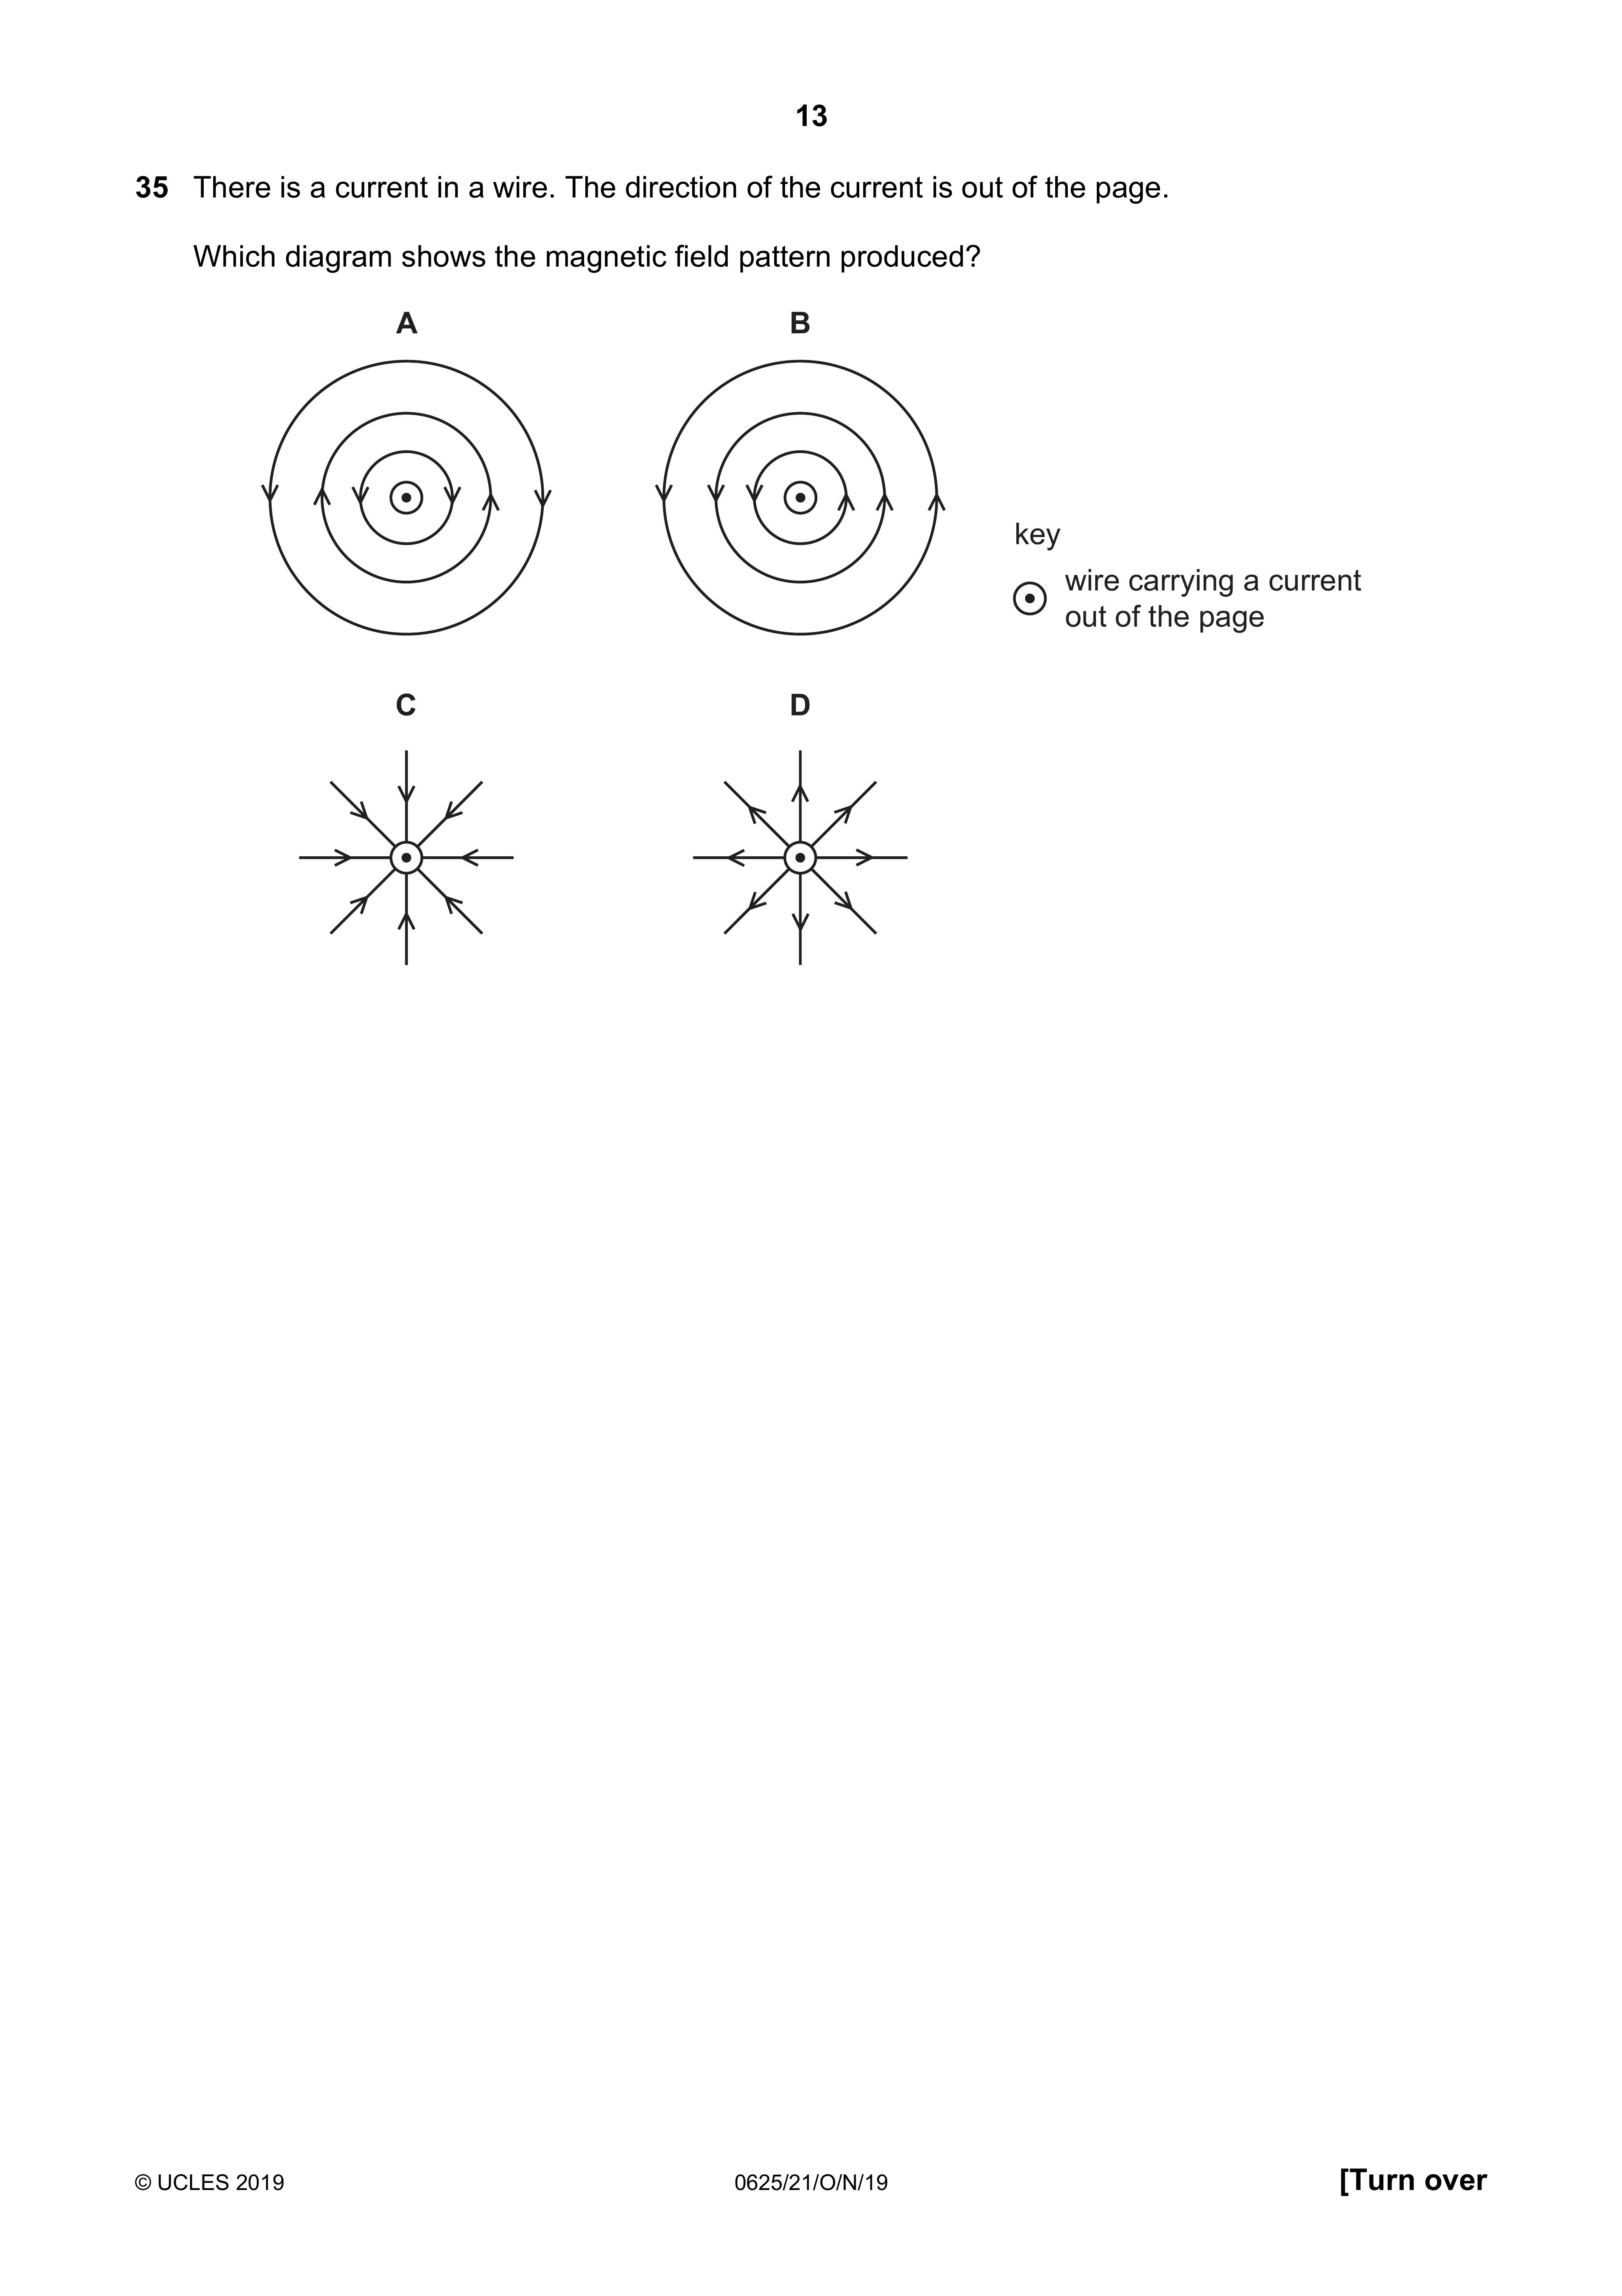 13
35 There is a current in a wire. The direction of the current is out of the page.
Which diagram shows the magnetic field pattern produced?
A B
key
wire carrying a current
out of the page
C D
© UCLES 2019 0625/21/O/N/19 [Turn over